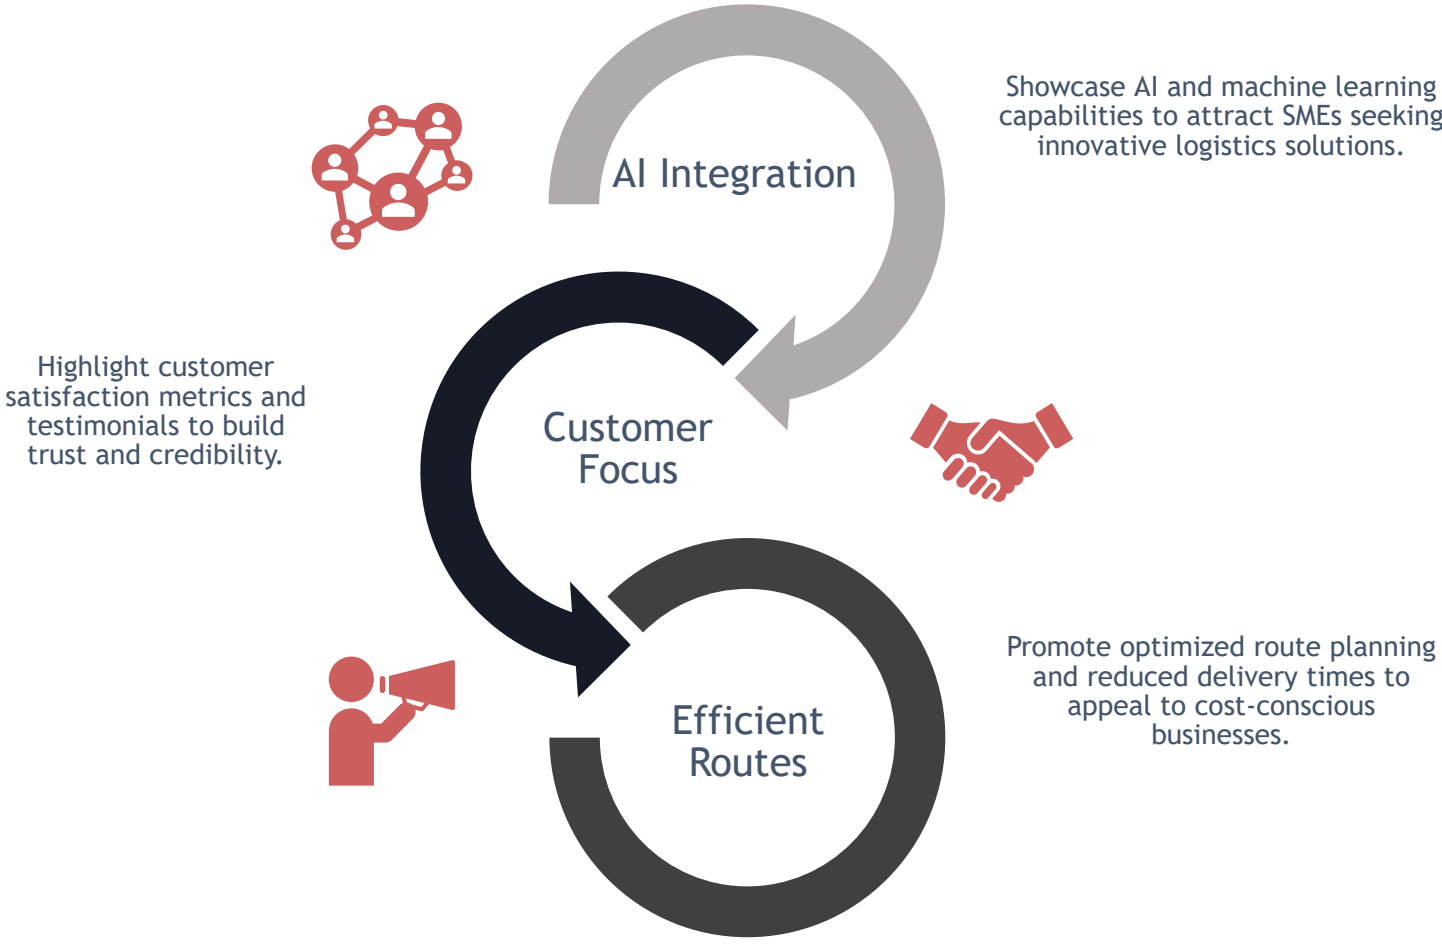 AI Integration
Showcase AI and machine learning
capabilities to attract SMEs seeking
innovative logistics solutions.
Customer
Focus
Highlight customer
satisfaction metrics and
testimonials to build
trust and credibility.
Efficient
Routes
Promote optimized route planning
and reduced delivery times to
appeal to cost-conscious
businesses.